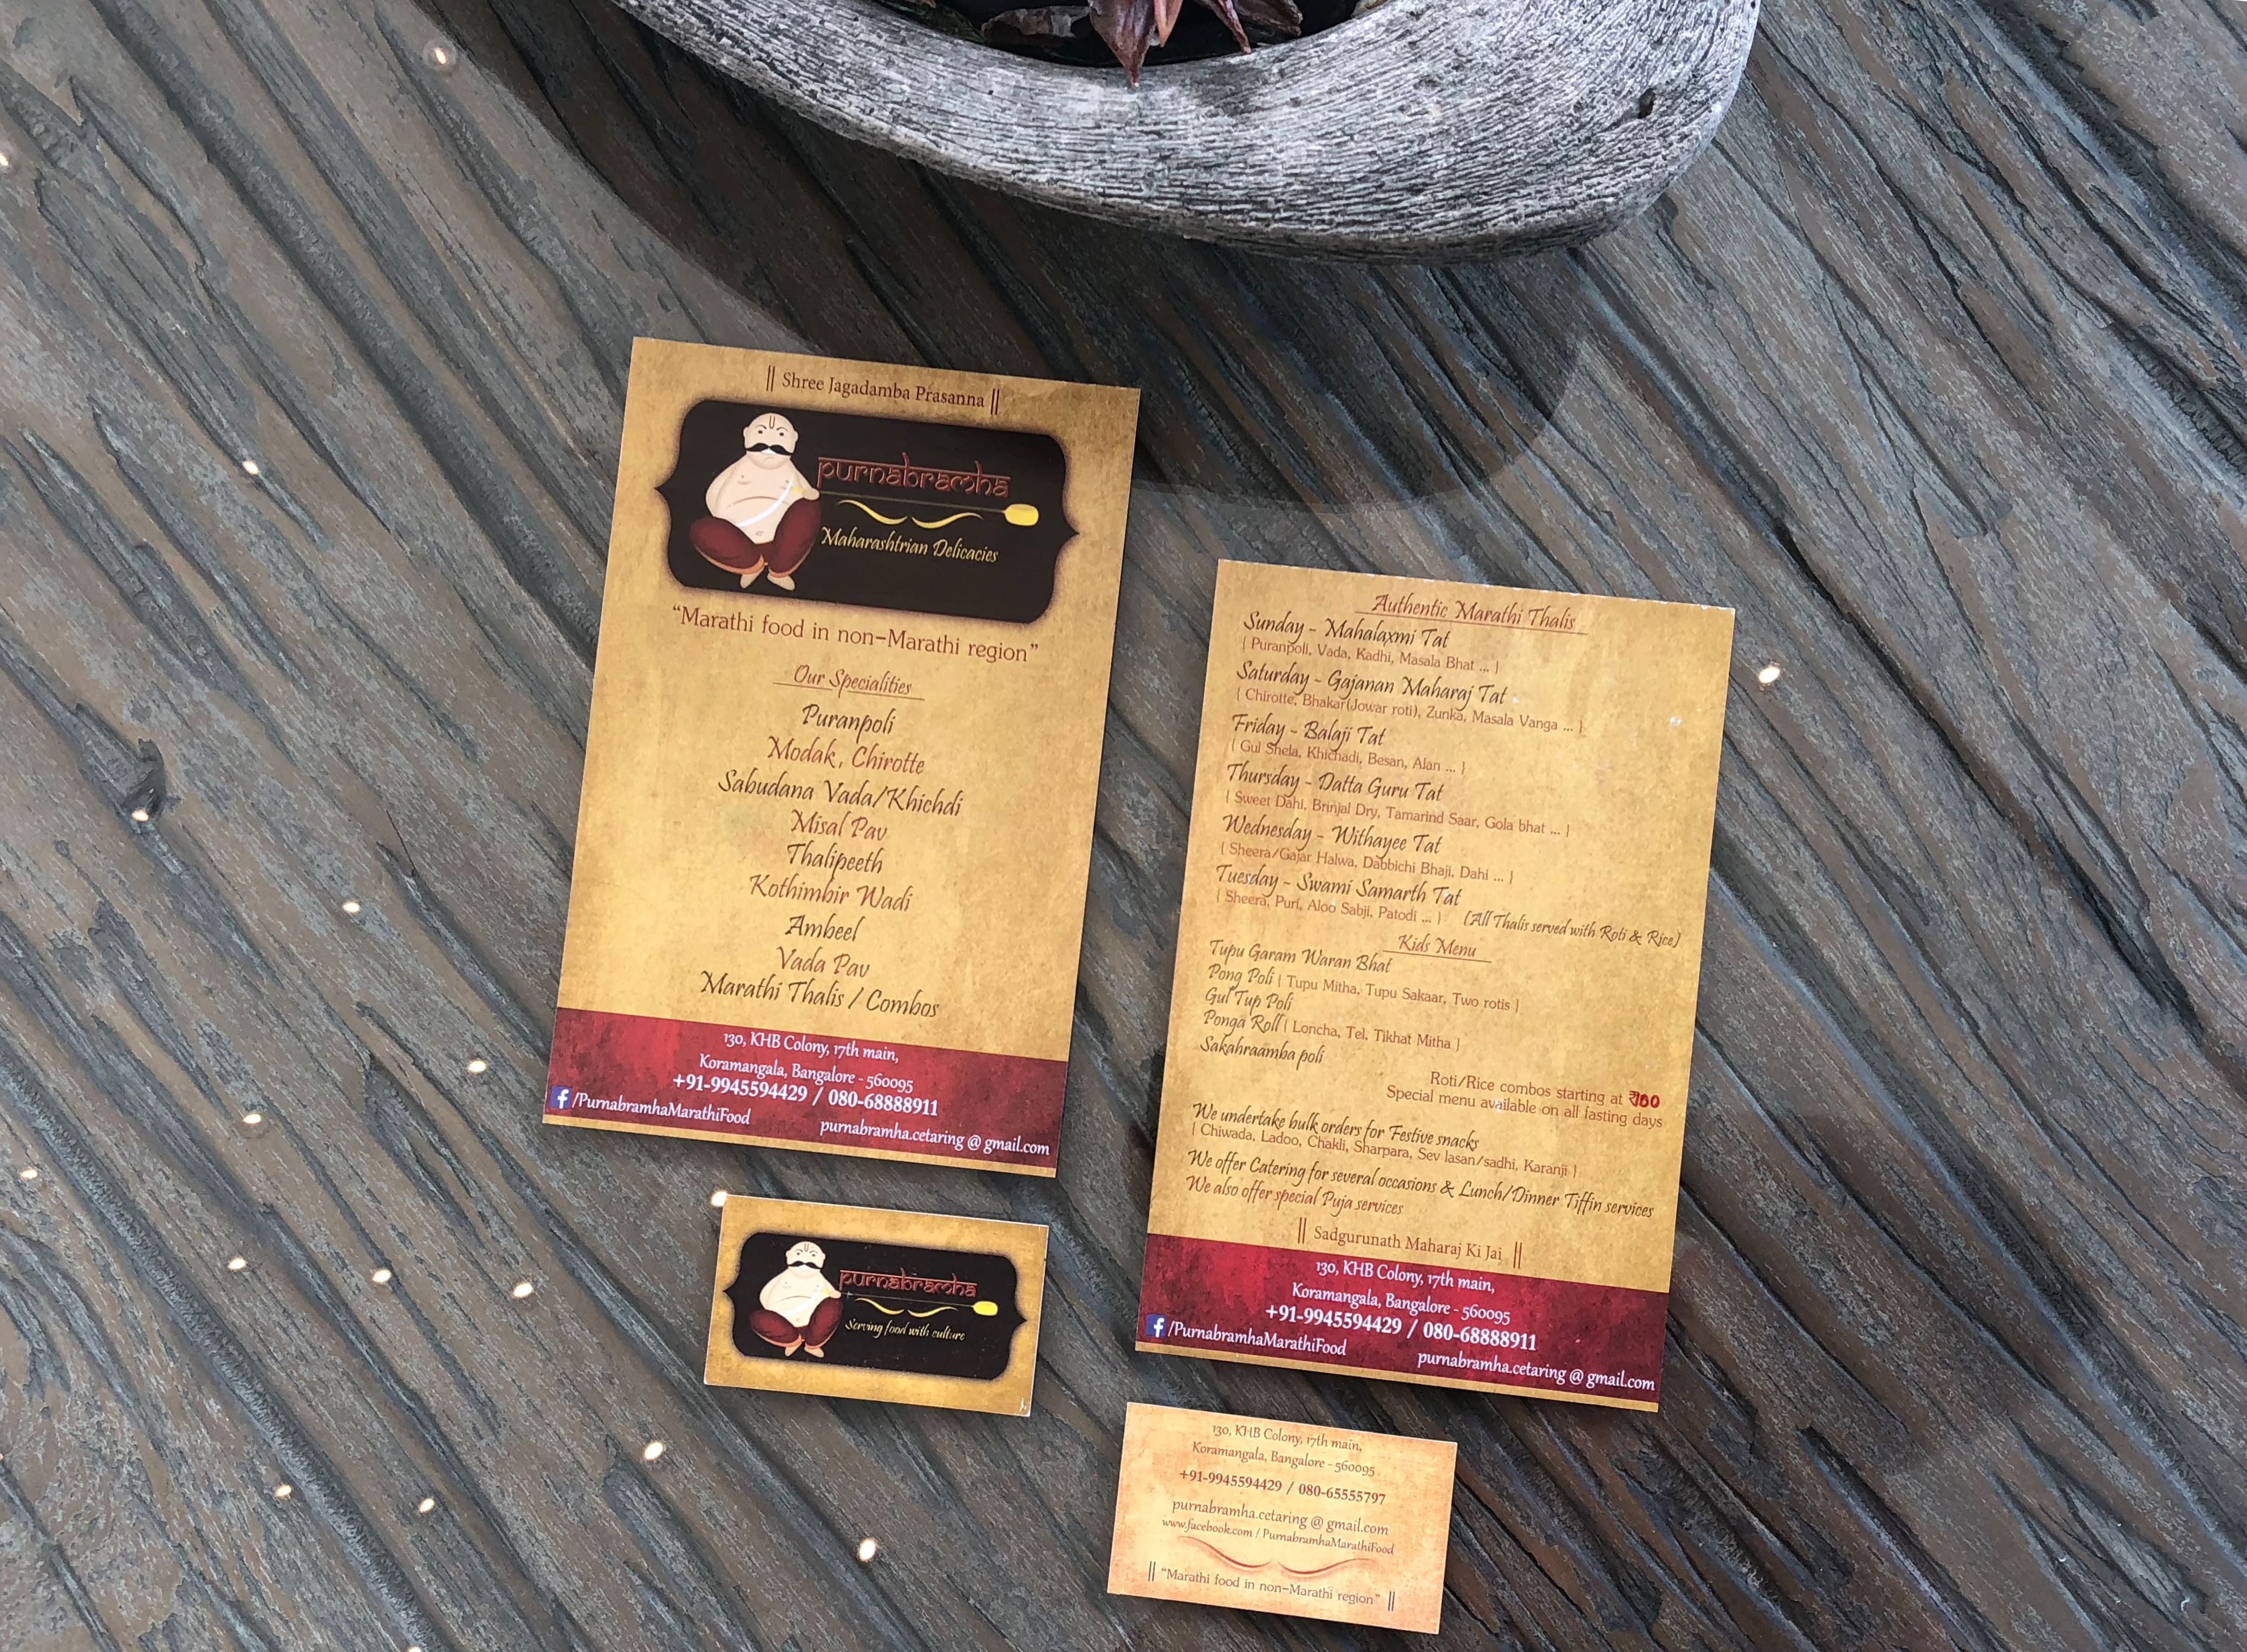 || Shree Jagadamba Prasanna ||
purnabramha
Maharashtrian Delicacies
"Marathi food in non-Marathi region"
Our Specialities
Puranpoli
Modak, Chirotte
Sabudana Vada/Khichdi
Misal Pav
Thalipeeth
Kothimbir Wadi
Ambeel
Vada Pav
Marathi Thalis / Combos
130, KHB Colony, 17th main,
Koramangala, Bangalore - 560095
+91-9945594429 / 080-68888911
f /PurnabramhaMarathiFood
purnabramha.cetaring @ gmail.com
purnabramha
Serving food with culture
Authentic Marathi Thalis
Sunday - Mahalaxmi Tat
{ Puranpoli, Vada, Kadhi, Masala Bhat ... }
Saturday - Gajanan Maharaj Tat
{ Chirotte, Bhakar(Jowar roti), Zunka, Masala Vanga ... }
Friday - Balaji Tat
{ Gul Shela, Khichadi, Besan, Alan ... }
Thursday - Datta Guru Tat
{ Sweet Dahi, Brinjal Dry, Tamarind Saar, Gola bhat ... }
Wednesday - Withayee Tat
{ Sheera/Gajar Halwa, Dabbichi Bhaji, Dahi ... }
Tuesday - Swami Samarth Tat
{ Sheera, Puri, Aloo Sabji, Patodi ... } (All Thalis served with Roti & Rice)
Kids Menu
Tupu Garam Waran Bhat
Pong Poli { Tupu Mitha, Tupu Sakaar, Two rotis }
Gul Tup Poli
Ponga Roll { Loncha, Tel, Tikhat Mitha }
Sakahraamba poli
Roti/Rice combos starting at ₹100
Special menu available on all fasting days
We undertake bulk orders for Festive snacks
{ Chiwada, Ladoo, Chakli, Sharpara, Sev lasan/sadhi, Karanji }
We offer Catering for several occasions & Lunch/Dinner Tiffin services
We also offer special Puja services
|| Sadgurunath Maharaj Ki Jai ||
130, KHB Colony, 17th main,
Koramangala, Bangalore - 560095
+91-9945594429 / 080-68888911
f /PurnabramhaMarathiFood
purnabramha.cetaring @ gmail.com
130, KHB Colony, 17th main,
Koramangala, Bangalore - 560095
+91-9945594429 / 080-65555797
purnabramha.cetaring @ gmail.com
www.facebook.com / PurnabramhaMarathiFood
|| "Marathi food in non-Marathi region" ||